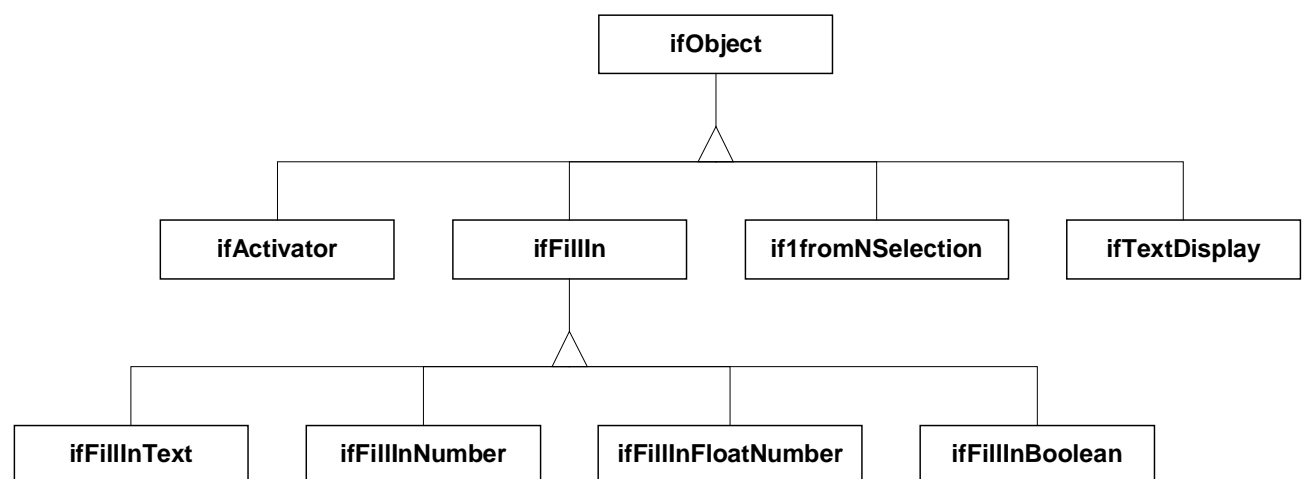 ifObject
ifActivator
ifFillIn
if1fromNSelection
ifTextDisplay
ifFillInText
ifFillInNumber
ifFillInFloatNumber
ifFillInBoolean